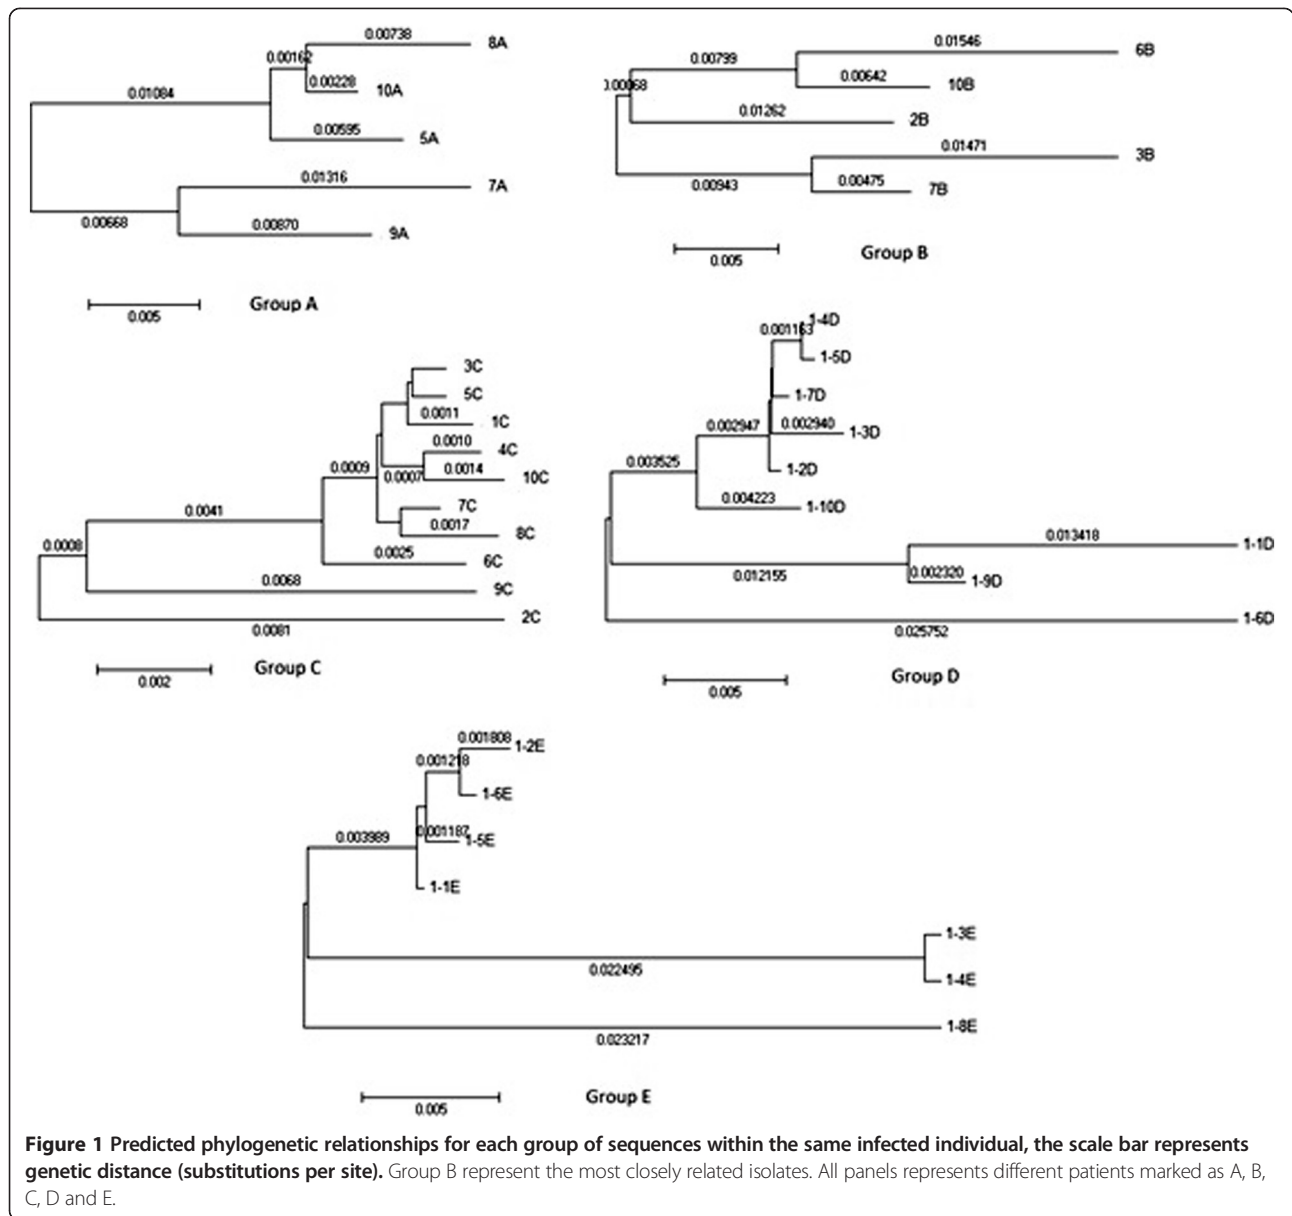 0.00738
8A
0.00162
0.00228
10A
0.01084
0.00595
5A
0.01316
7A
0.00668
0.00870
9A
0.005
Group A
0.01546
6B
0.00799
0.00642
10B
0.00068
0.01262
2B
0.01471
3B
0.00943
0.00475
7B
0.005
Group B
3C
5C
0.0011
1C
0.0010
4C
0.0009
0.0007
0.0014
10C
7C
0.0041
0.0017
8C
0.0008
0.0025
6C
0.0068
9C
2C
0.0081
0.002
Group C
1-4D
0.001163
1-5D
1-7D
0.002947
0.002940
1-3D
0.003525
1-2D
0.004223
1-10D
0.013418
1-1D
0.012155
0.002320
1-9D
1-6D
0.025752
0.005
Group D
0.001808
1-2E
0.001218
1-6E
0.003989
0.001187
1-5E
1-1E
1-3E
0.022495
1-4E
1-8E
0.023217
0.005
Group E
Figure 1 Predicted phylogenetic relationships for each group of sequences within the same infected individual, the scale bar represents
genetic distance (substitutions per site). Group B represent the most closely related isolates. All panels represents different patients marked as A, B,
C, D and E.